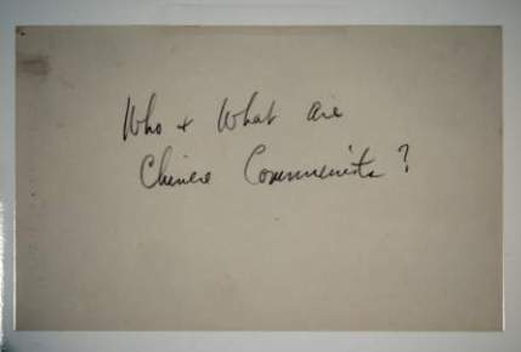 Who + What are
Chinese Communists?